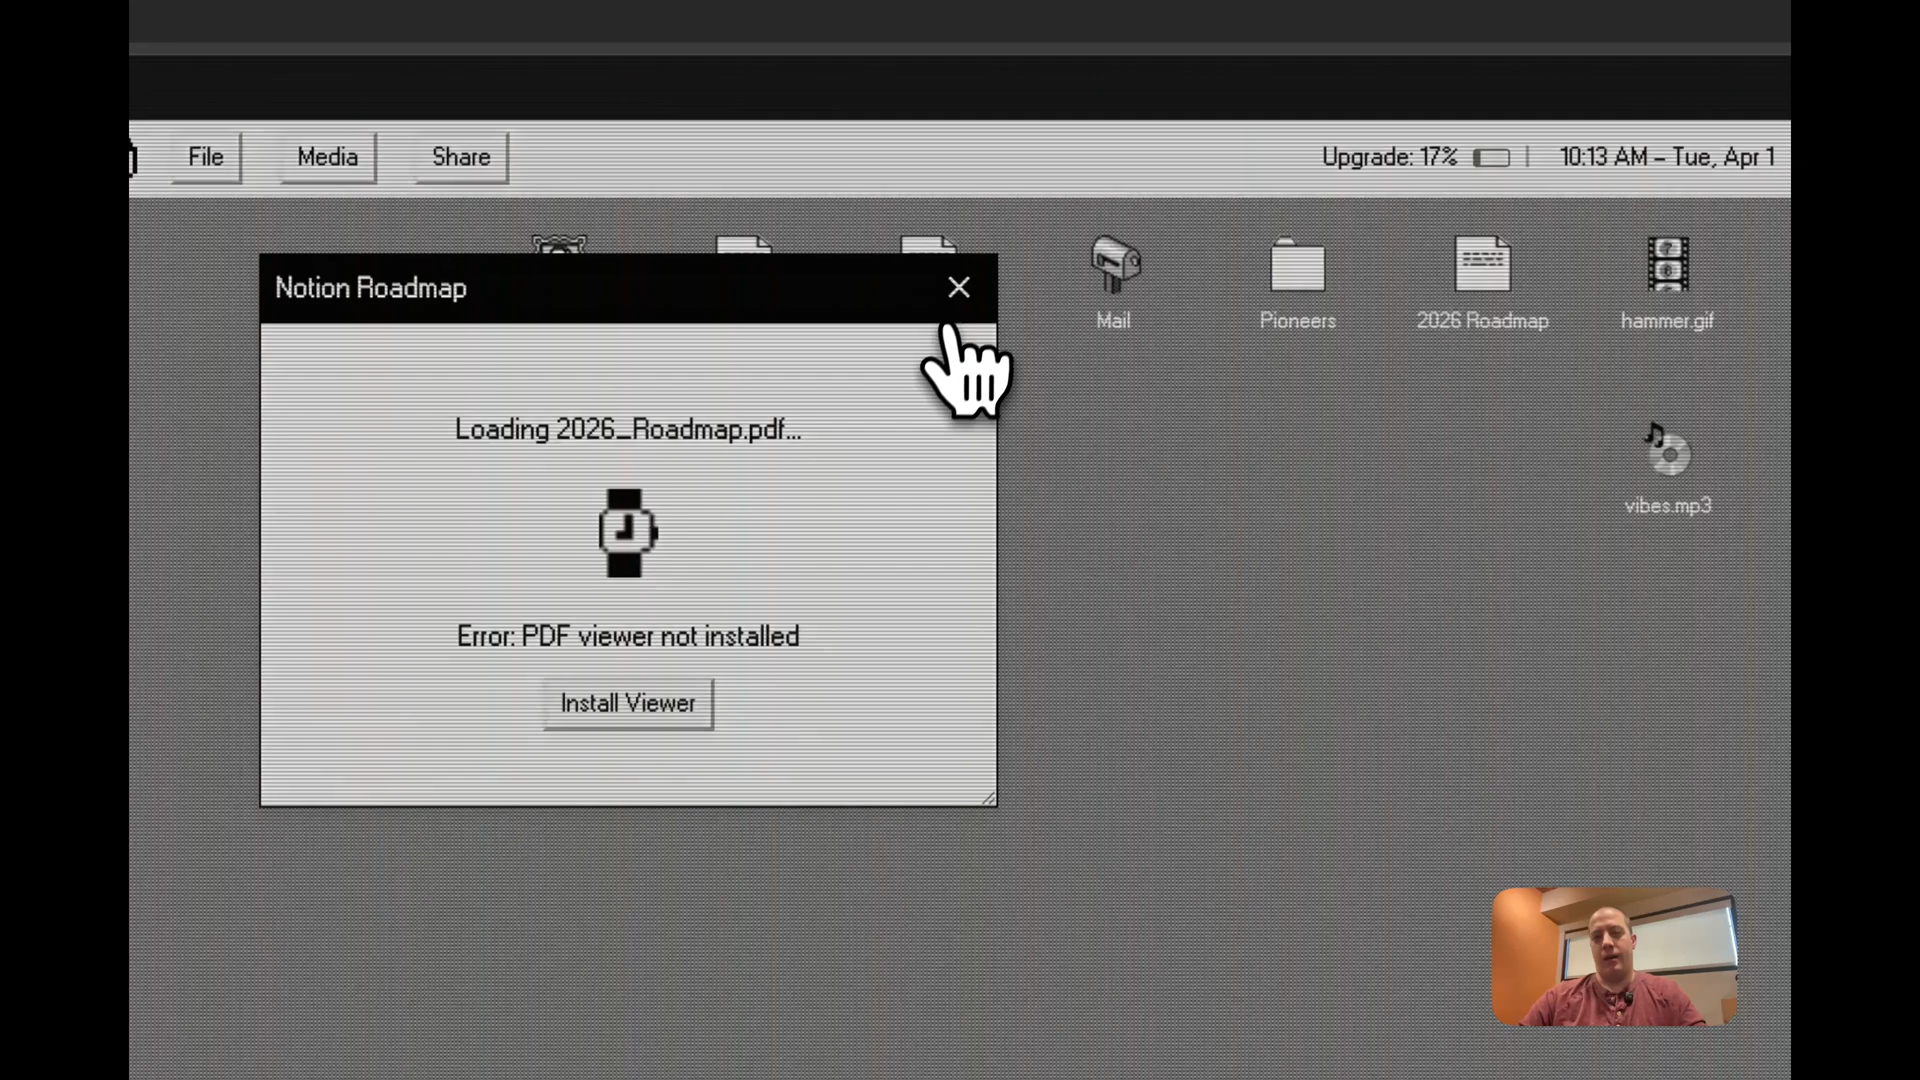 File Media Share Upgrade: 17% 10:13 AM – Tue, Apr 1
Notion Roadmap
Mail Pioneers 2026 Roadmap hammer.gif
Loading 2026_Roadmap.pdf...
vibes.mp3
Error: PDF viewer not installed
Install Viewer